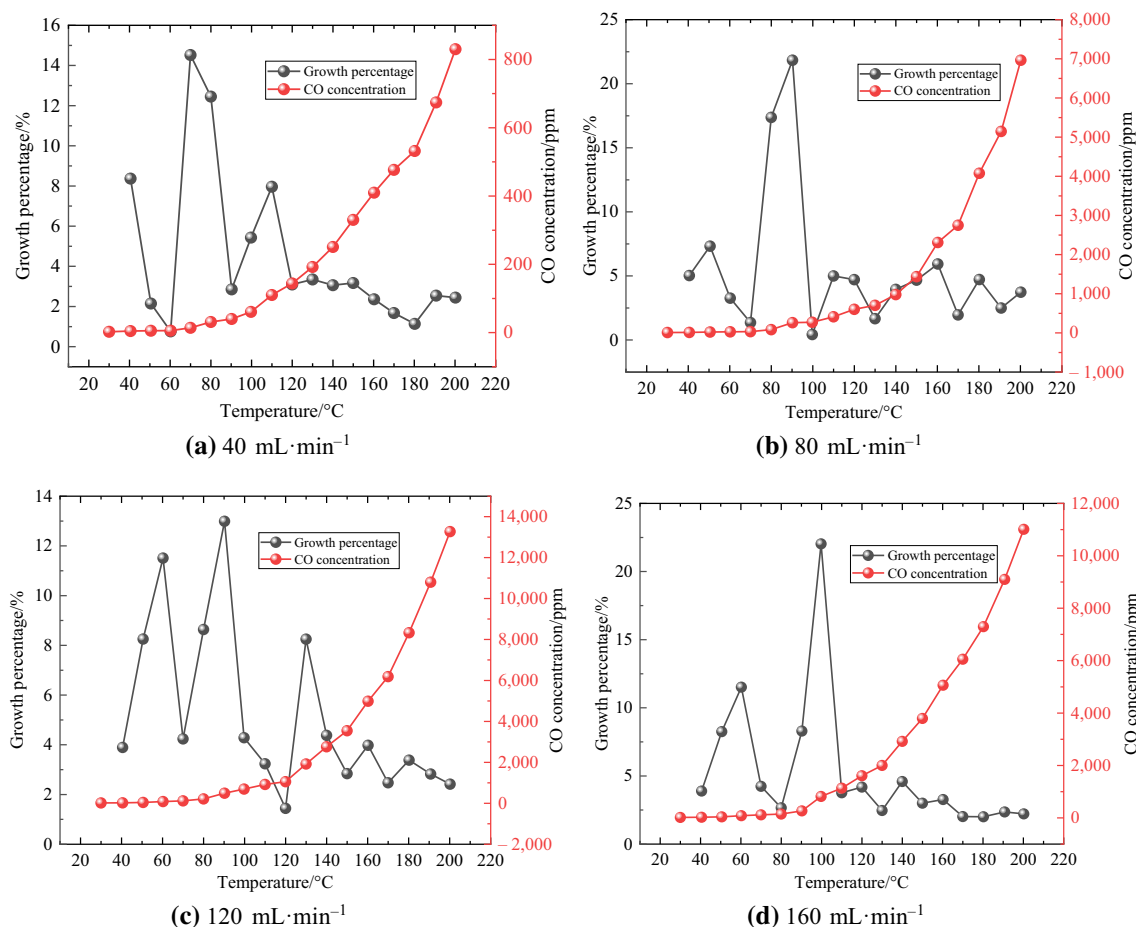 16
14
12
10
8
6
4
2
0
Growth percentage/%
Growth percentage
CO concentration
800
600
400
200
0
CO concentration/ppm
20 40 60 80 100 120 140 160 180 200 220
Temperature/°C
(a) 40 mL·min⁻¹
25
20
15
10
5
0
Growth percentage/%
Growth percentage
CO concentration
8,000
7,000
6,000
5,000
4,000
3,000
2,000
1,000
0
–1,000
CO concentration/ppm
20 40 60 80 100 120 140 160 180 200 220
Temperature/°C
(b) 80 mL·min⁻¹
14
12
10
8
6
4
2
0
Growth percentage/%
Growth percentage
CO concentration
14,000
12,000
10,000
8,000
6,000
4,000
2,000
0
–2,000
CO concentration/ppm
20 40 60 80 100 120 140 160 180 200 220
Temperature/°C
(c) 120 mL·min⁻¹
25
20
15
10
5
0
Growth percentage/%
Growth percentage
CO concentration
12,000
10,000
8,000
6,000
4,000
2,000
0
CO concentration/ppm
20 40 60 80 100 120 140 160 180 200 220
Temperature/°C
(d) 160 mL·min⁻¹